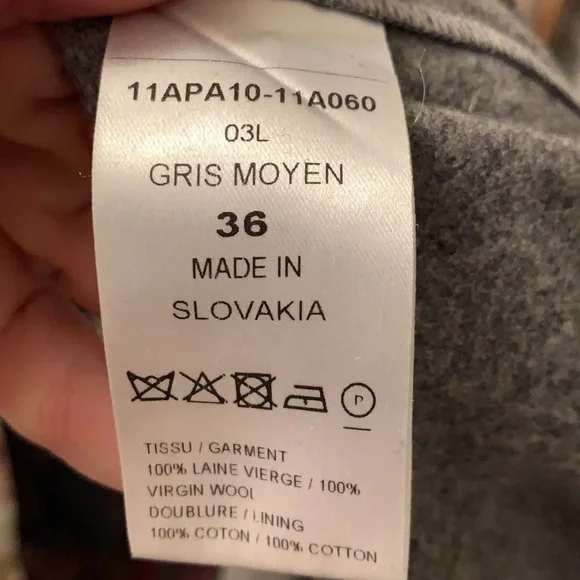 11APA10-11A060
03L
GRIS MOYEN
36
MADE IN
SLOVAKIA
P
TISSU / GARMENT
100% LAINE VIERGE / 100%
VIRGIN WOOL
DOUBLURE / LINING
100% COTON / 100% COTTON